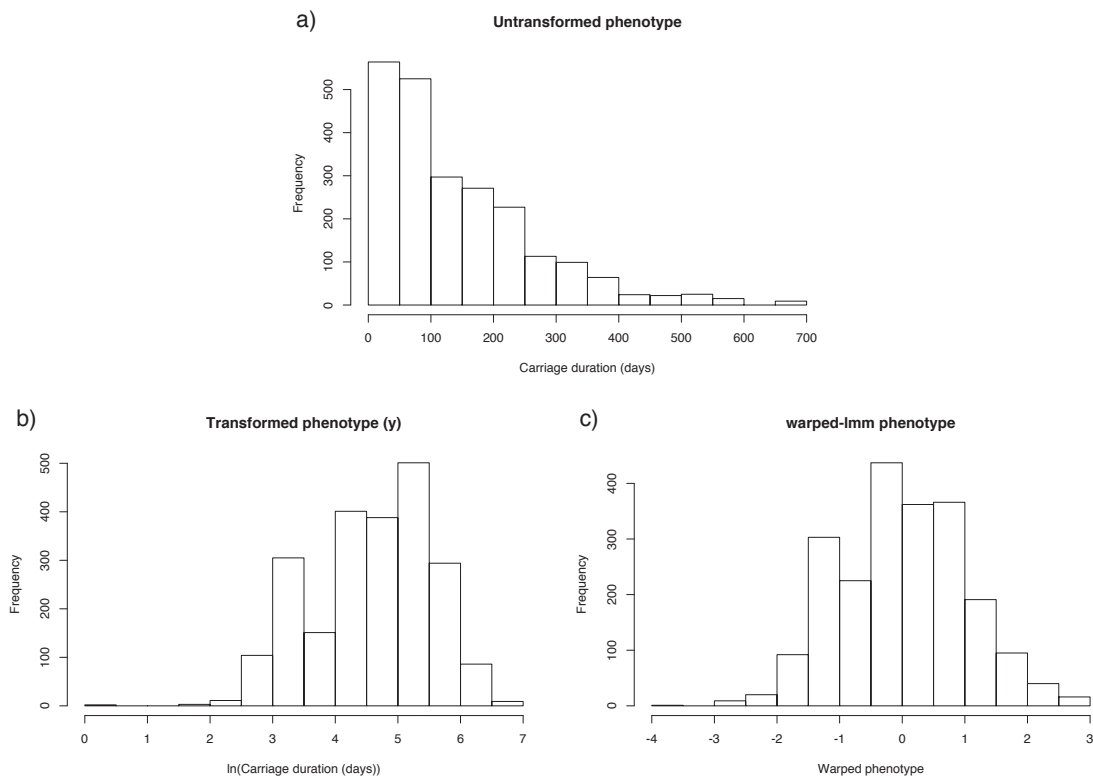 a)
Untransformed phenotype
Frequency
0 100 200 300 400 500
0 100 200 300 400 500 600 700
Carriage duration (days)
b)
Transformed phenotype (y)
Frequency
0 100 200 300 400 500
0 1 2 3 4 5 6 7
ln(Carriage duration (days))
c)
warped-lmm phenotype
Frequency
0 100 200 300 400
-4 -3 -2 -1 0 1 2 3
Warped phenotype